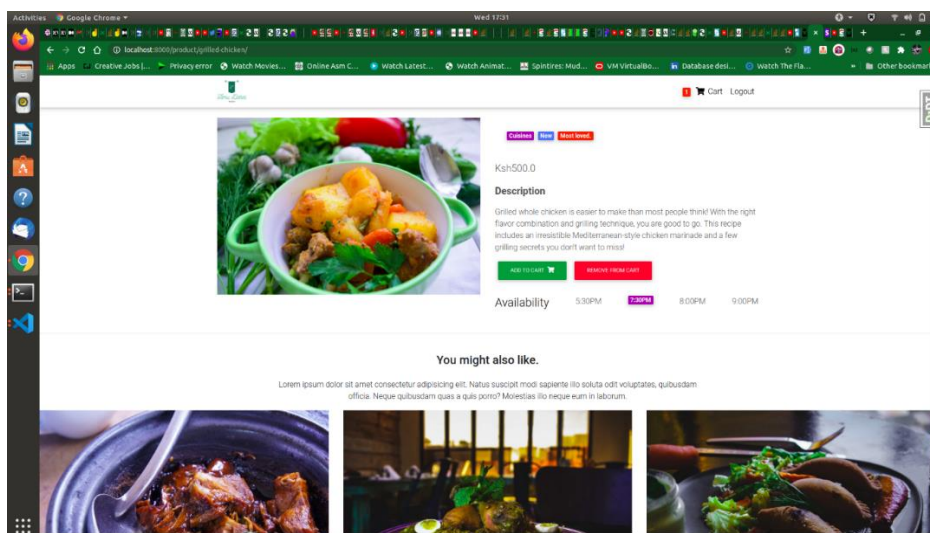 Activities Google Chrome Wed 17:31
localhost:8000/product/grilled-chicken/
Apps Creative Jobs |... Privacy error Watch Movies... Online Asm C... Watch Latest... Watch Animat... Spintires: Mud... VM VirtualBo... Database desi... Watch The Fla... Other bookmar
1 Cart Logout
Cuisines New Most loved.
Ksh500.0
Description
Grilled whole chicken is easier to make than most people think! With the right
flavor combination and grilling technique, you are good to go. This recipe
includes an irresistible Mediterranean-style chicken marinade and a few
grilling secrets you don't want to miss!
ADD TO CART REMOVE FROM CART
Availability 5:30PM 7:30PM 8:00PM 9:00PM
You might also like.
Lorem ipsum dolor sit amet consectetur adipisicing elit. Natus suscipit modi sapiente illo soluta odit voluptates, quibusdam
officia. Neque quibusdam quas a quis porro? Molestias illo neque eum in laborum.